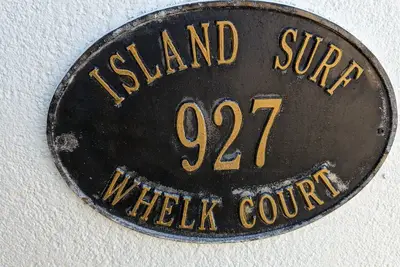 ISLAND SURF
927
WHELK COURT